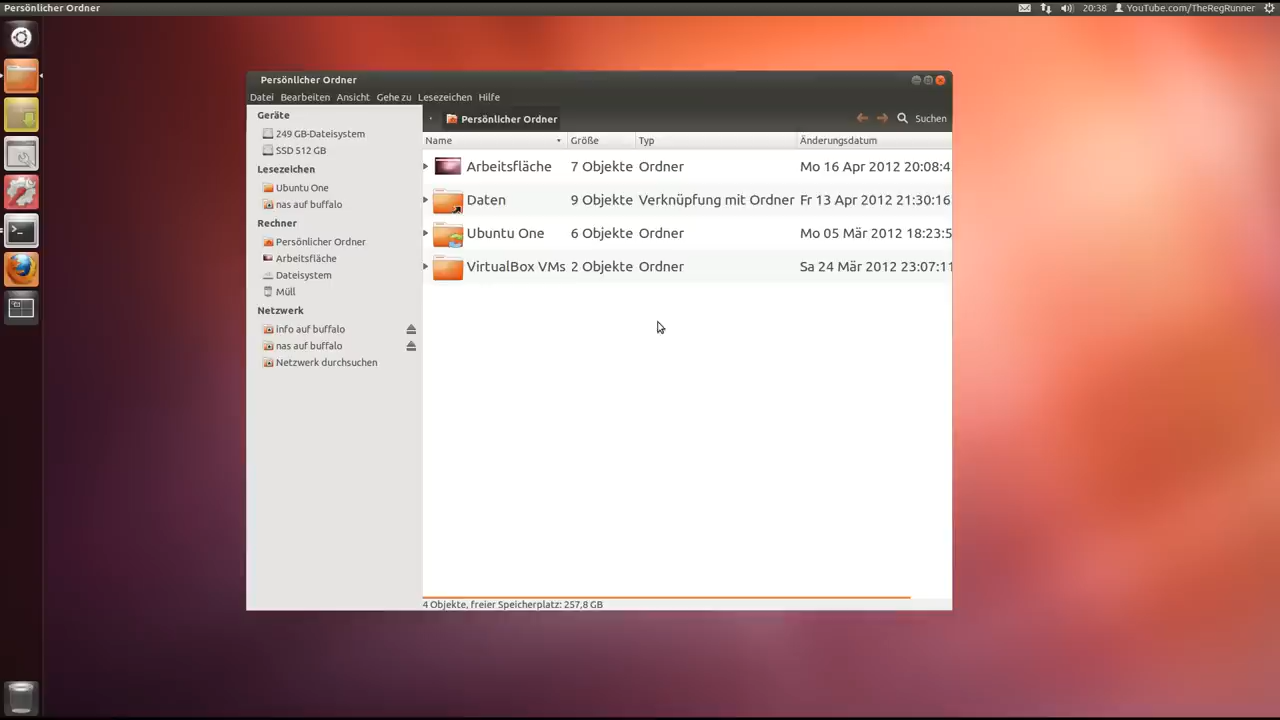 Persönlicher Ordner
20:38 YouTube.com/TheRegRunner
Persönlicher Ordner
Datei Bearbeiten Ansicht Gehe zu Lesezeichen Hilfe
Persönlicher Ordner Suchen
Geräte
249 GB-Dateisystem
SSD 512 GB
Lesezeichen
Ubuntu One
nas auf buffalo
Rechner
Persönlicher Ordner
Arbeitsfläche
Dateisystem
Müll
Netzwerk
info auf buffalo
nas auf buffalo
Netzwerk durchsuchen
Name Größe Typ Änderungsdatum
Arbeitsfläche 7 Objekte Ordner Mo 16 Apr 2012 20:08:4
Daten 9 Objekte Verknüpfung mit Ordner Fr 13 Apr 2012 21:30:16
Ubuntu One 6 Objekte Ordner Mo 05 Mär 2012 18:23:5
VirtualBox VMs 2 Objekte Ordner Sa 24 Mär 2012 23:07:11
4 Objekte, freier Speicherplatz: 257,8 GB